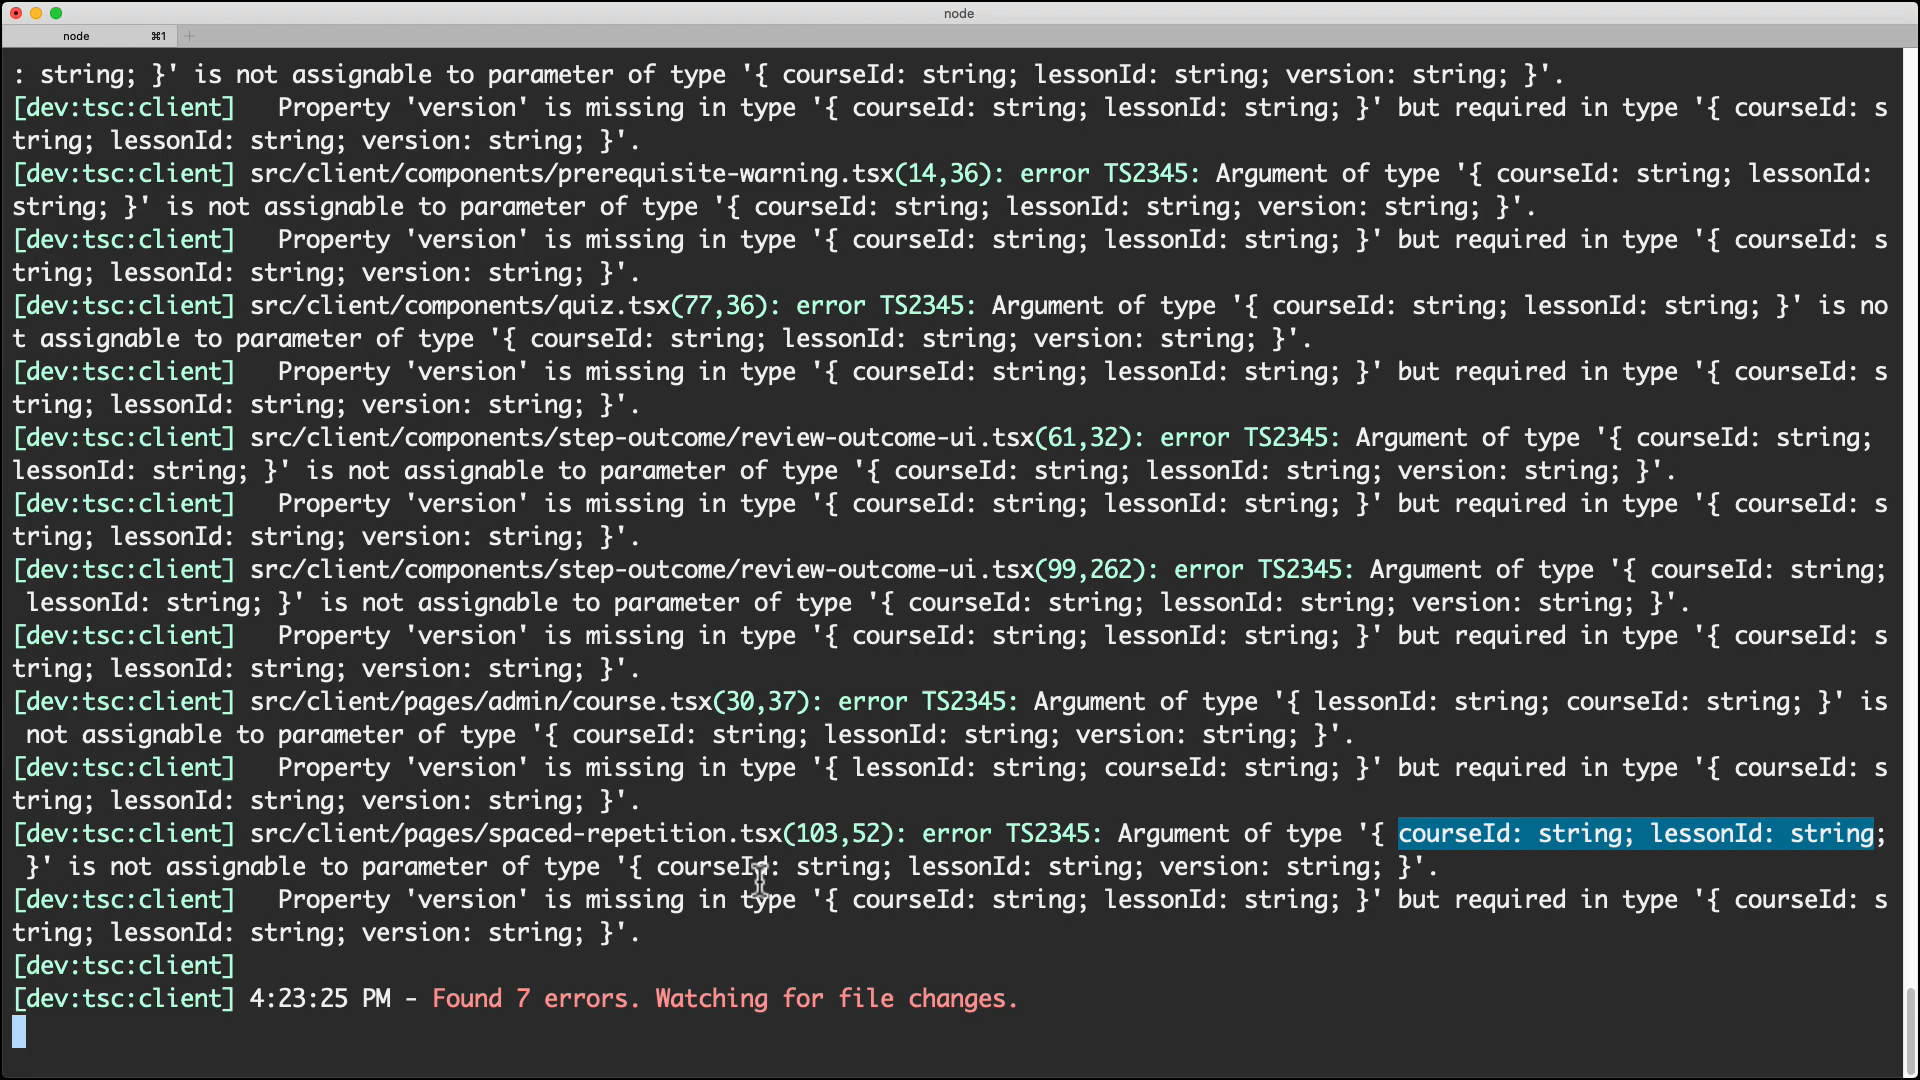 node
node ⌘1 +
: string; }' is not assignable to parameter of type '{ courseId: string; lessonId: string; version: string; }'.
[dev:tsc:client]   Property 'version' is missing in type '{ courseId: string; lessonId: string; }' but required in type '{ courseId: s
tring; lessonId: string; version: string; }'.
[dev:tsc:client] src/client/components/prerequisite-warning.tsx(14,36): error TS2345: Argument of type '{ courseId: string; lessonId:
string; }' is not assignable to parameter of type '{ courseId: string; lessonId: string; version: string; }'.
[dev:tsc:client]   Property 'version' is missing in type '{ courseId: string; lessonId: string; }' but required in type '{ courseId: s
tring; lessonId: string; version: string; }'.
[dev:tsc:client] src/client/components/quiz.tsx(77,36): error TS2345: Argument of type '{ courseId: string; lessonId: string; }' is no
t assignable to parameter of type '{ courseId: string; lessonId: string; version: string; }'.
[dev:tsc:client]   Property 'version' is missing in type '{ courseId: string; lessonId: string; }' but required in type '{ courseId: s
tring; lessonId: string; version: string; }'.
[dev:tsc:client] src/client/components/step-outcome/review-outcome-ui.tsx(61,32): error TS2345: Argument of type '{ courseId: string;
lessonId: string; }' is not assignable to parameter of type '{ courseId: string; lessonId: string; version: string; }'.
[dev:tsc:client]   Property 'version' is missing in type '{ courseId: string; lessonId: string; }' but required in type '{ courseId: s
tring; lessonId: string; version: string; }'.
[dev:tsc:client] src/client/components/step-outcome/review-outcome-ui.tsx(99,262): error TS2345: Argument of type '{ courseId: string;
 lessonId: string; }' is not assignable to parameter of type '{ courseId: string; lessonId: string; version: string; }'.
[dev:tsc:client]   Property 'version' is missing in type '{ courseId: string; lessonId: string; }' but required in type '{ courseId: s
tring; lessonId: string; version: string; }'.
[dev:tsc:client] src/client/pages/admin/course.tsx(30,37): error TS2345: Argument of type '{ lessonId: string; courseId: string; }' is
 not assignable to parameter of type '{ courseId: string; lessonId: string; version: string; }'.
[dev:tsc:client]   Property 'version' is missing in type '{ lessonId: string; courseId: string; }' but required in type '{ courseId: s
tring; lessonId: string; version: string; }'.
[dev:tsc:client] src/client/pages/spaced-repetition.tsx(103,52): error TS2345: Argument of type '{ courseId: string; lessonId: string;
 }' is not assignable to parameter of type '{ courseId: string; lessonId: string; version: string; }'.
[dev:tsc:client]   Property 'version' is missing in type '{ courseId: string; lessonId: string; }' but required in type '{ courseId: s
tring; lessonId: string; version: string; }'.
[dev:tsc:client]
[dev:tsc:client] 4:23:25 PM - Found 7 errors. Watching for file changes.